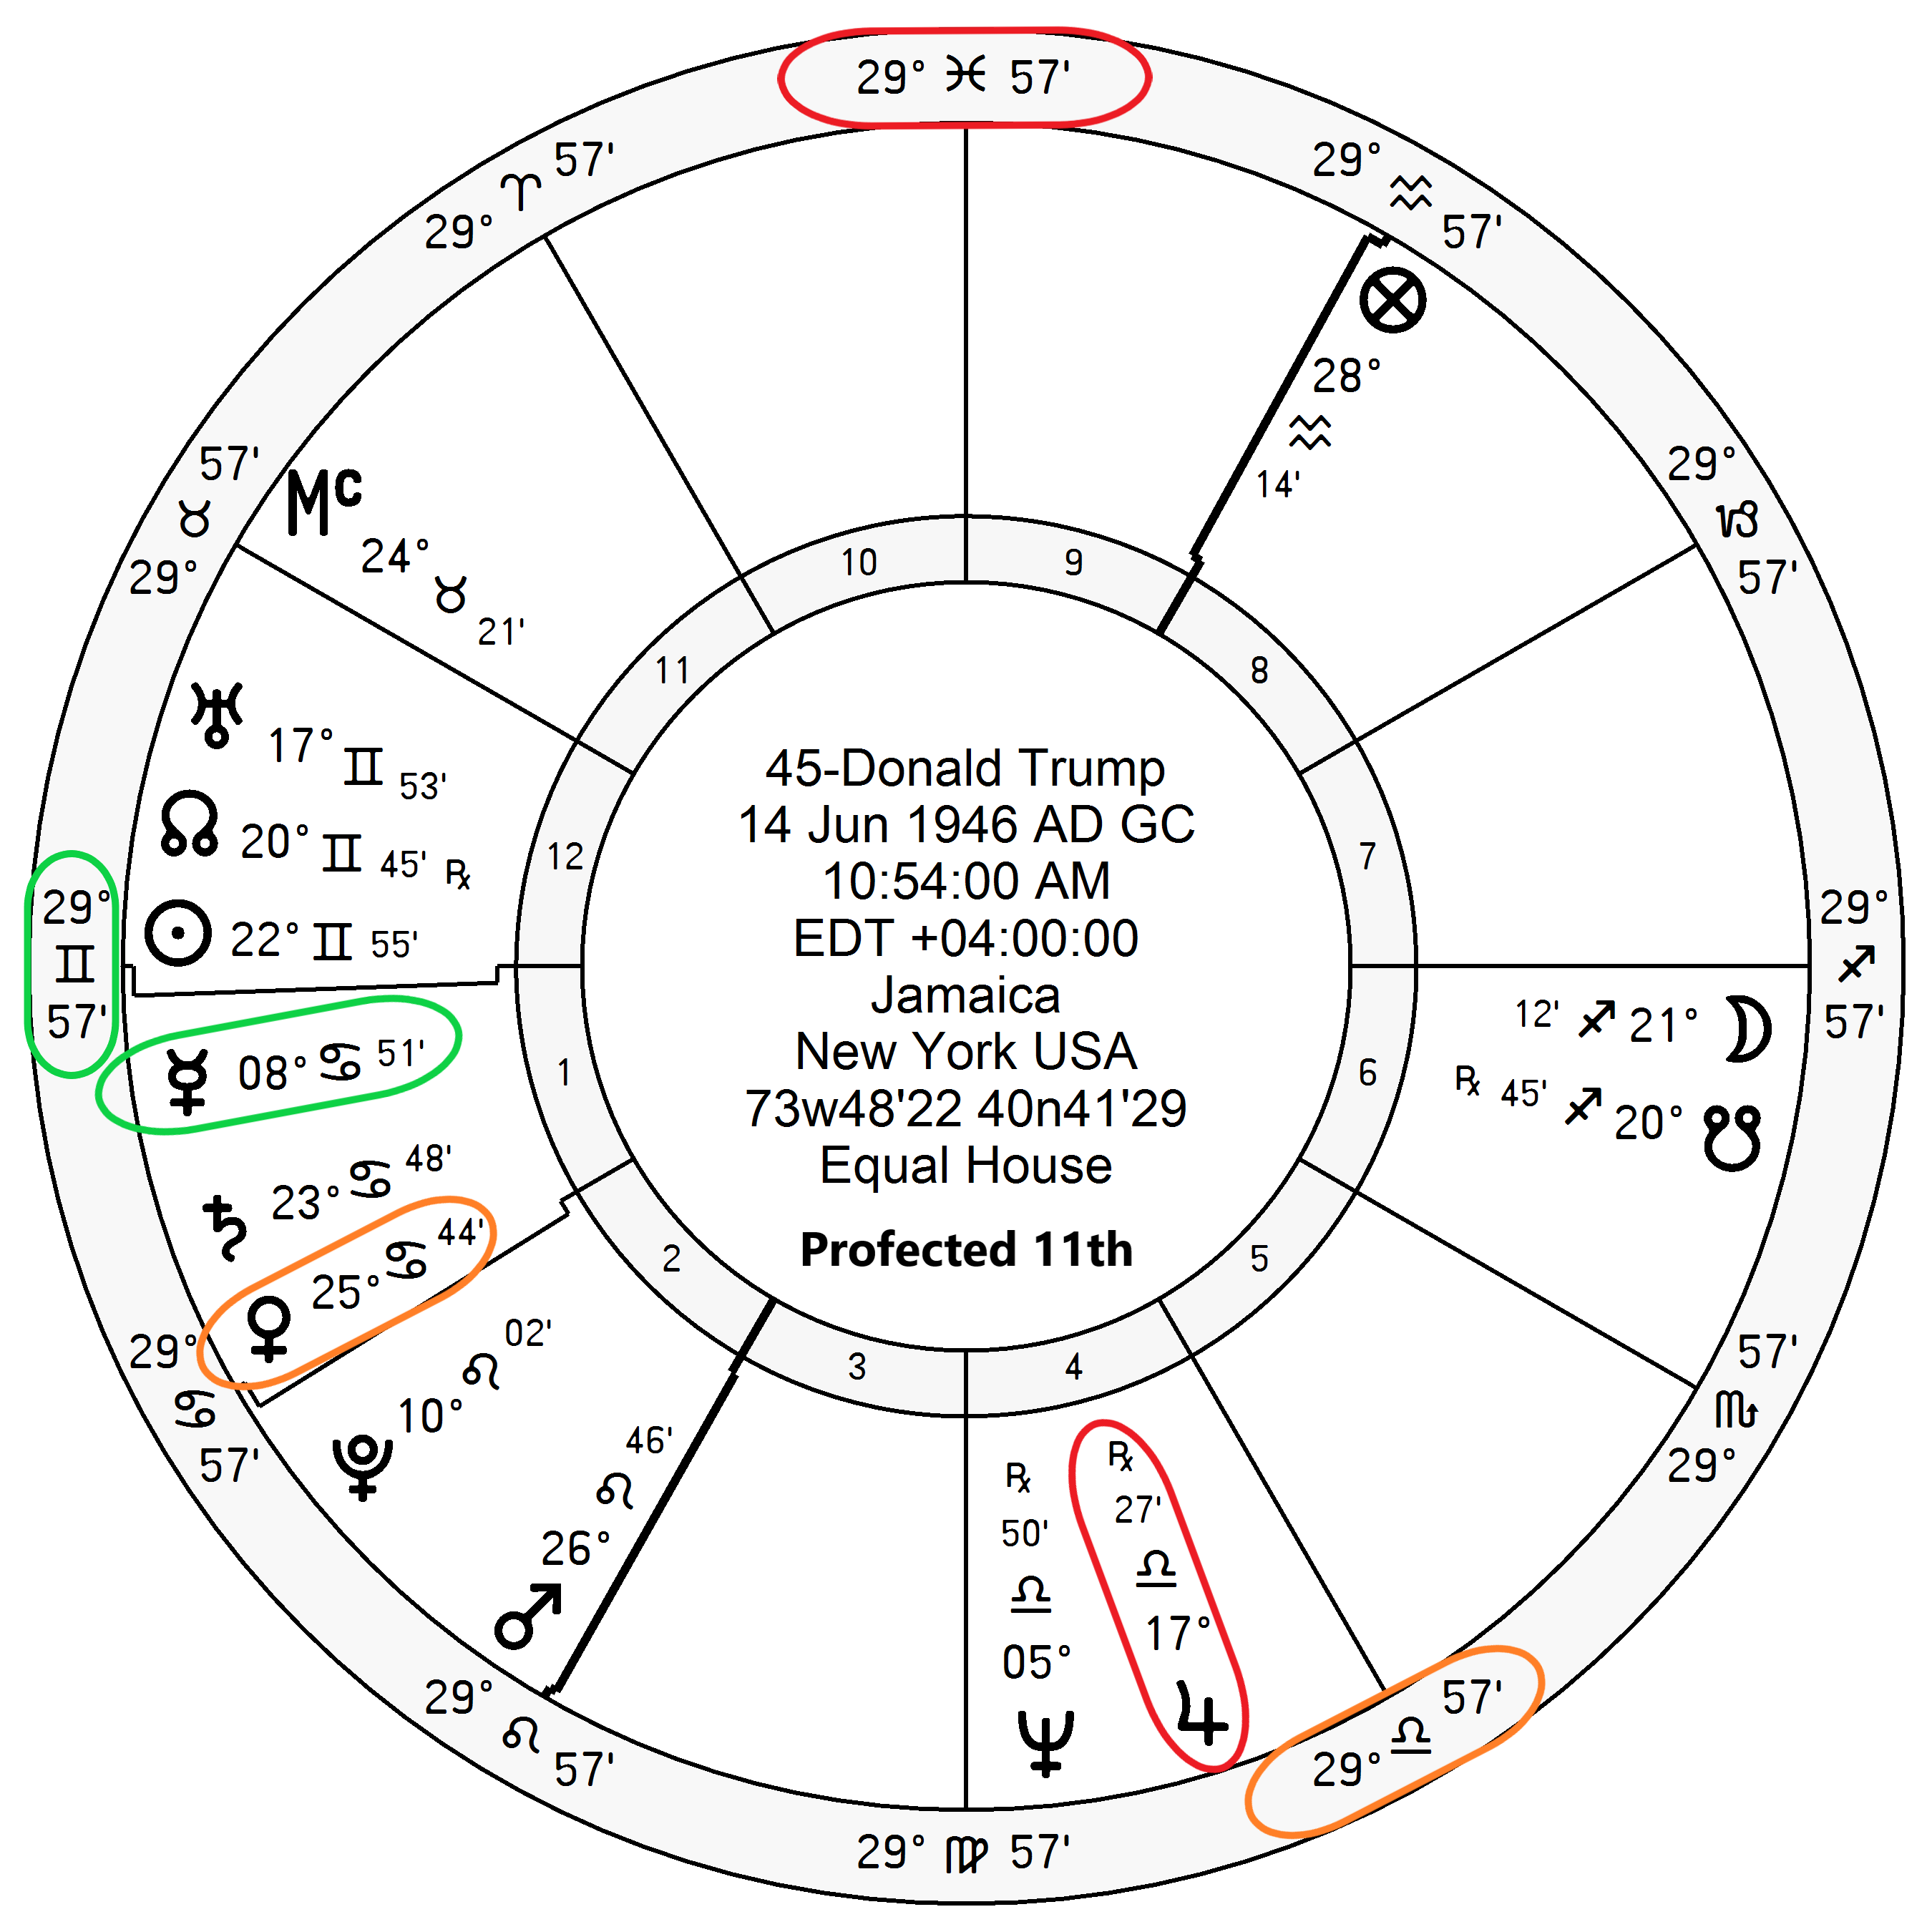 29° ♓ 57'
29° ♈ 57'
29° ♒ 57'
⊗
28° ♒ 14'
57' ♉ 29°
Mc 24° ♉ 21'
29° ♑ 57'
10
9
11
8
12
7
1
6
2
5
3
4
♅ 17° ♊ 53'
☊ 20° ♊ 45' ℞
☉ 22° ♊ 55'
29° ♊ 57'
☿ 08° ♋ 51'
♄ 23° ♋ 48'
♀ 25° ♋ 44'
29° ♋ 57'
45-Donald Trump
14 Jun 1946 AD GC
10:54:00 AM
EDT +04:00:00
Jamaica
New York USA
73w48'22 40n41'29
Equal House
Profected 11th
29° ♐ 57'
12' ♐ 21° ☽
℞ 45' ♐ 20° ☋
57' ♏ 29°
♇ 10° ♌ 02'
♂ 26° ♌ 46'
℞ 50' ♎ 05° ♆
℞ 27' ♎ 17° ♃
29° ♌ 57'
29° ♎ 57'
29° ♍ 57'